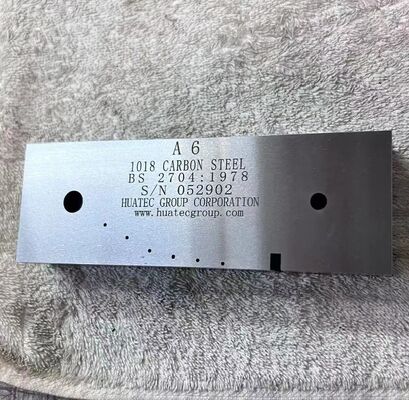 A 6
1018 CARBON STEEL
BS 2704:1978
S/N 052902
HUATEC GROUP CORPORATION
www.huatecgroup.com